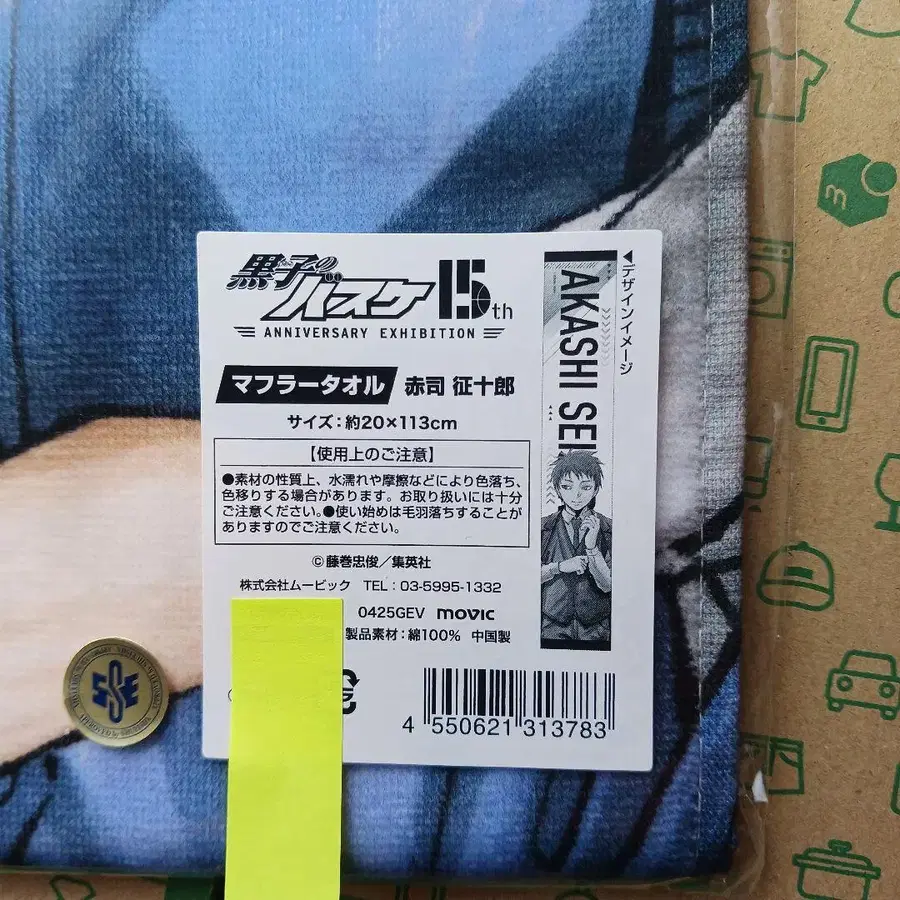 黒子のバスケ 15th
ANNIVERSARY EXHIBITION
マフラータオル 赤司 征十郎
サイズ:約20×113cm
【使用上のご注意】
●素材の性質上、水濡れや摩擦などにより色落ち、
色移りする場合があります。お取り扱いには十分
ご注意ください。●使い始めは毛羽落ちすることが
ありますのでご注意ください。
©藤巻忠俊/集英社
株式会社ムービック TEL:03-5995-1332
0425GEV movic
製品素材:綿100% 中国製
4 550621 313783
◀デザインイメージ
AKASHI SEI
SSE
m